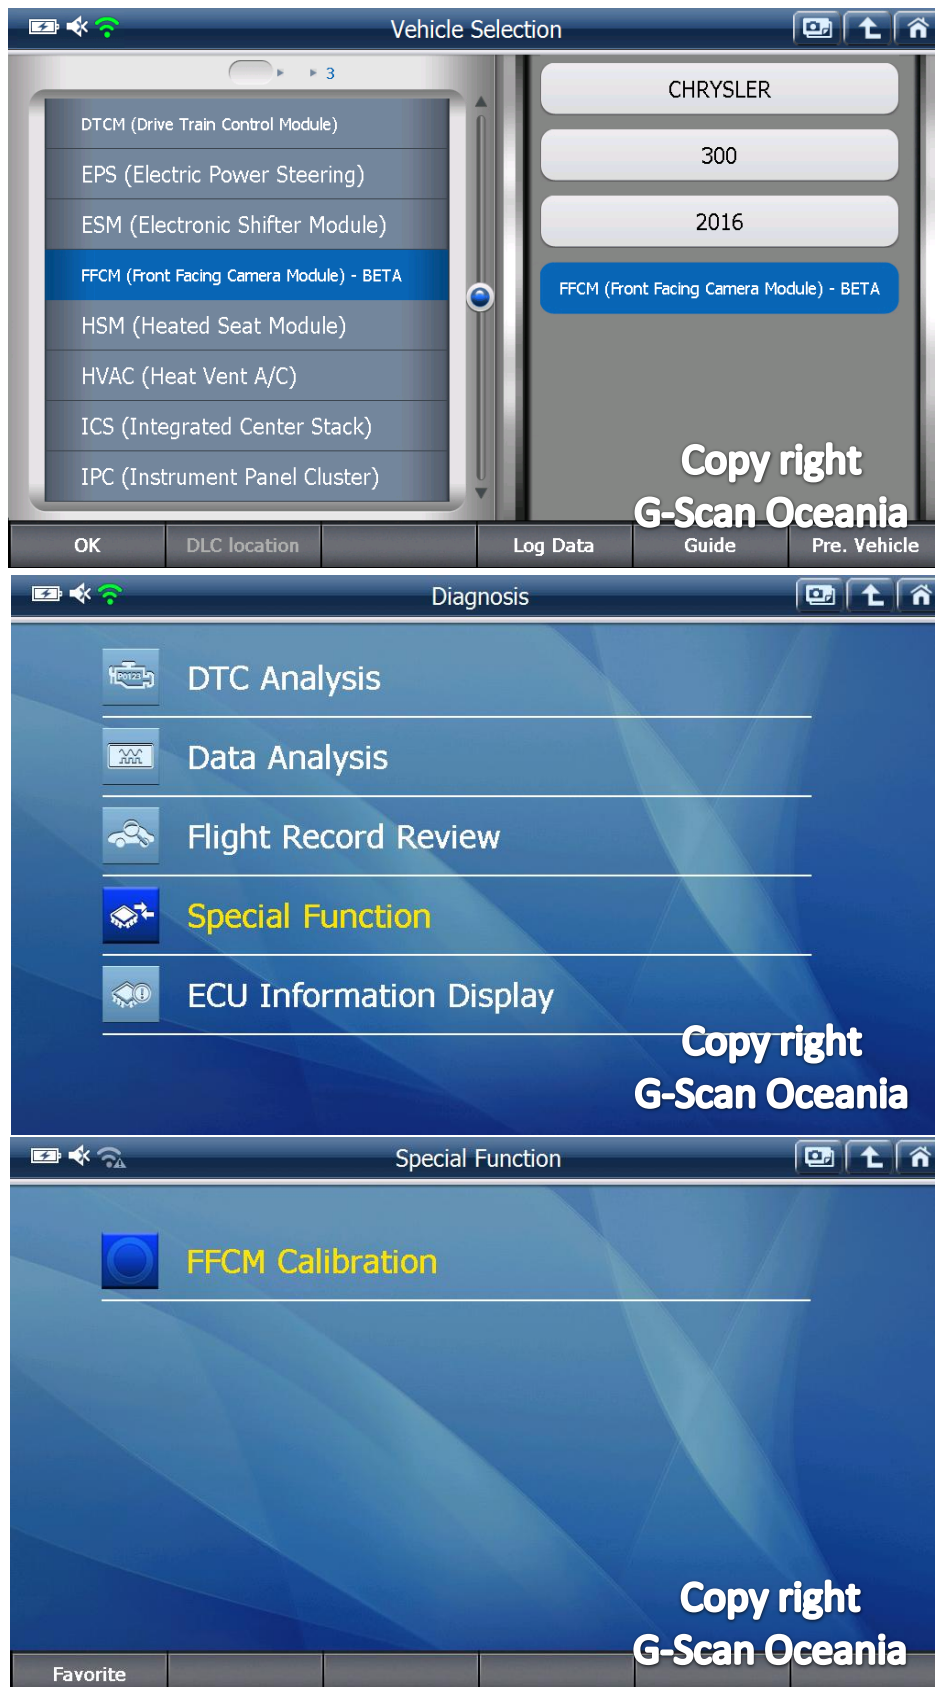 Vehicle Selection
3
DTCM (Drive Train Control Module)
EPS (Electric Power Steering)
ESM (Electronic Shifter Module)
FFCM (Front Facing Camera Module) - BETA
HSM (Heated Seat Module)
HVAC (Heat Vent A/C)
ICS (Integrated Center Stack)
IPC (Instrument Panel Cluster)
CHRYSLER
300
2016
FFCM (Front Facing Camera Module) - BETA
Copy right
G-Scan Oceania
OK
DLC location
Log Data
Guide
Pre. Vehicle
Diagnosis
P0123
DTC Analysis
Data Analysis
Flight Record Review
Special Function
ECU Information Display
Copy right
G-Scan Oceania
Special Function
FFCM Calibration
Copy right
G-Scan Oceania
Favorite